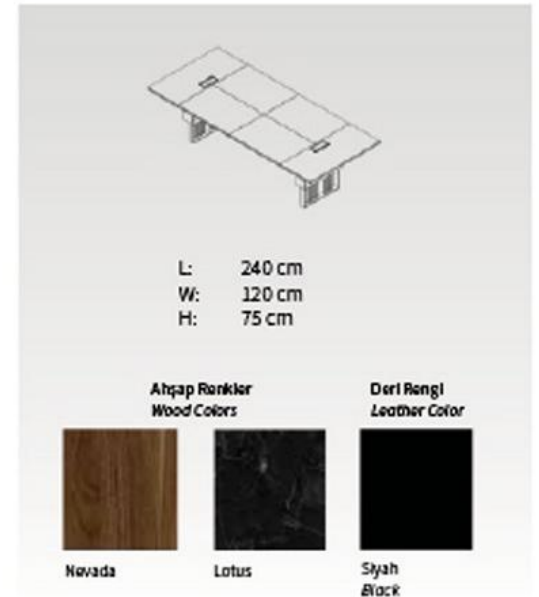 L: 240 cm
W: 120 cm
H: 75 cm
Ahşap Renkler
Wood Colors
Deri Rengi
Leather Color
Nevada
Lotus
Siyah
Black